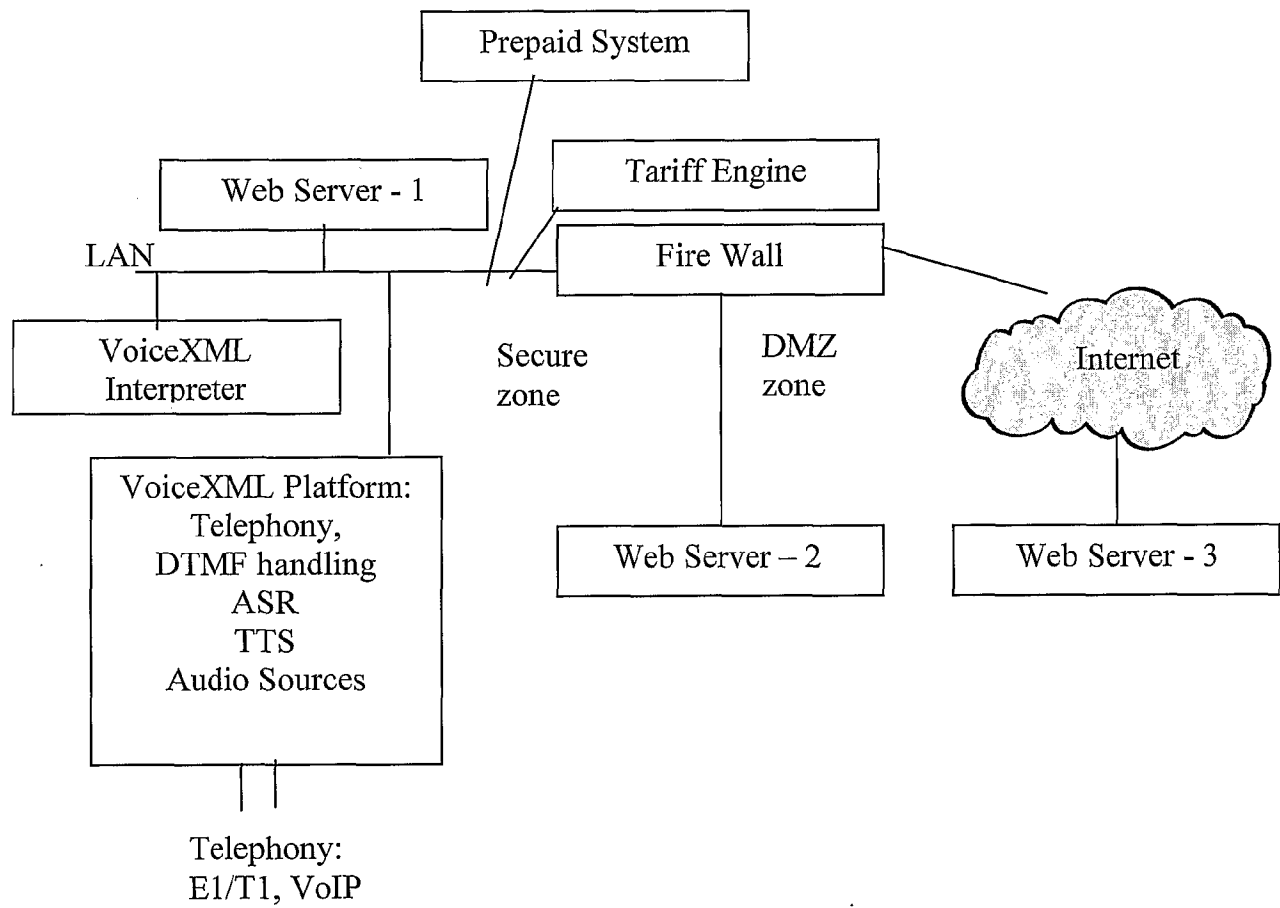 Prepaid System
Tariff Engine
Web Server - 1
LAN
Fire Wall
VoiceXML
Interpreter
Secure
zone
DMZ
zone
Internet
VoiceXML Platform:
Telephony,
DTMF handling
ASR
TTS
Audio Sources
Web Server – 2
Web Server - 3
Telephony:
E1/T1, VoIP